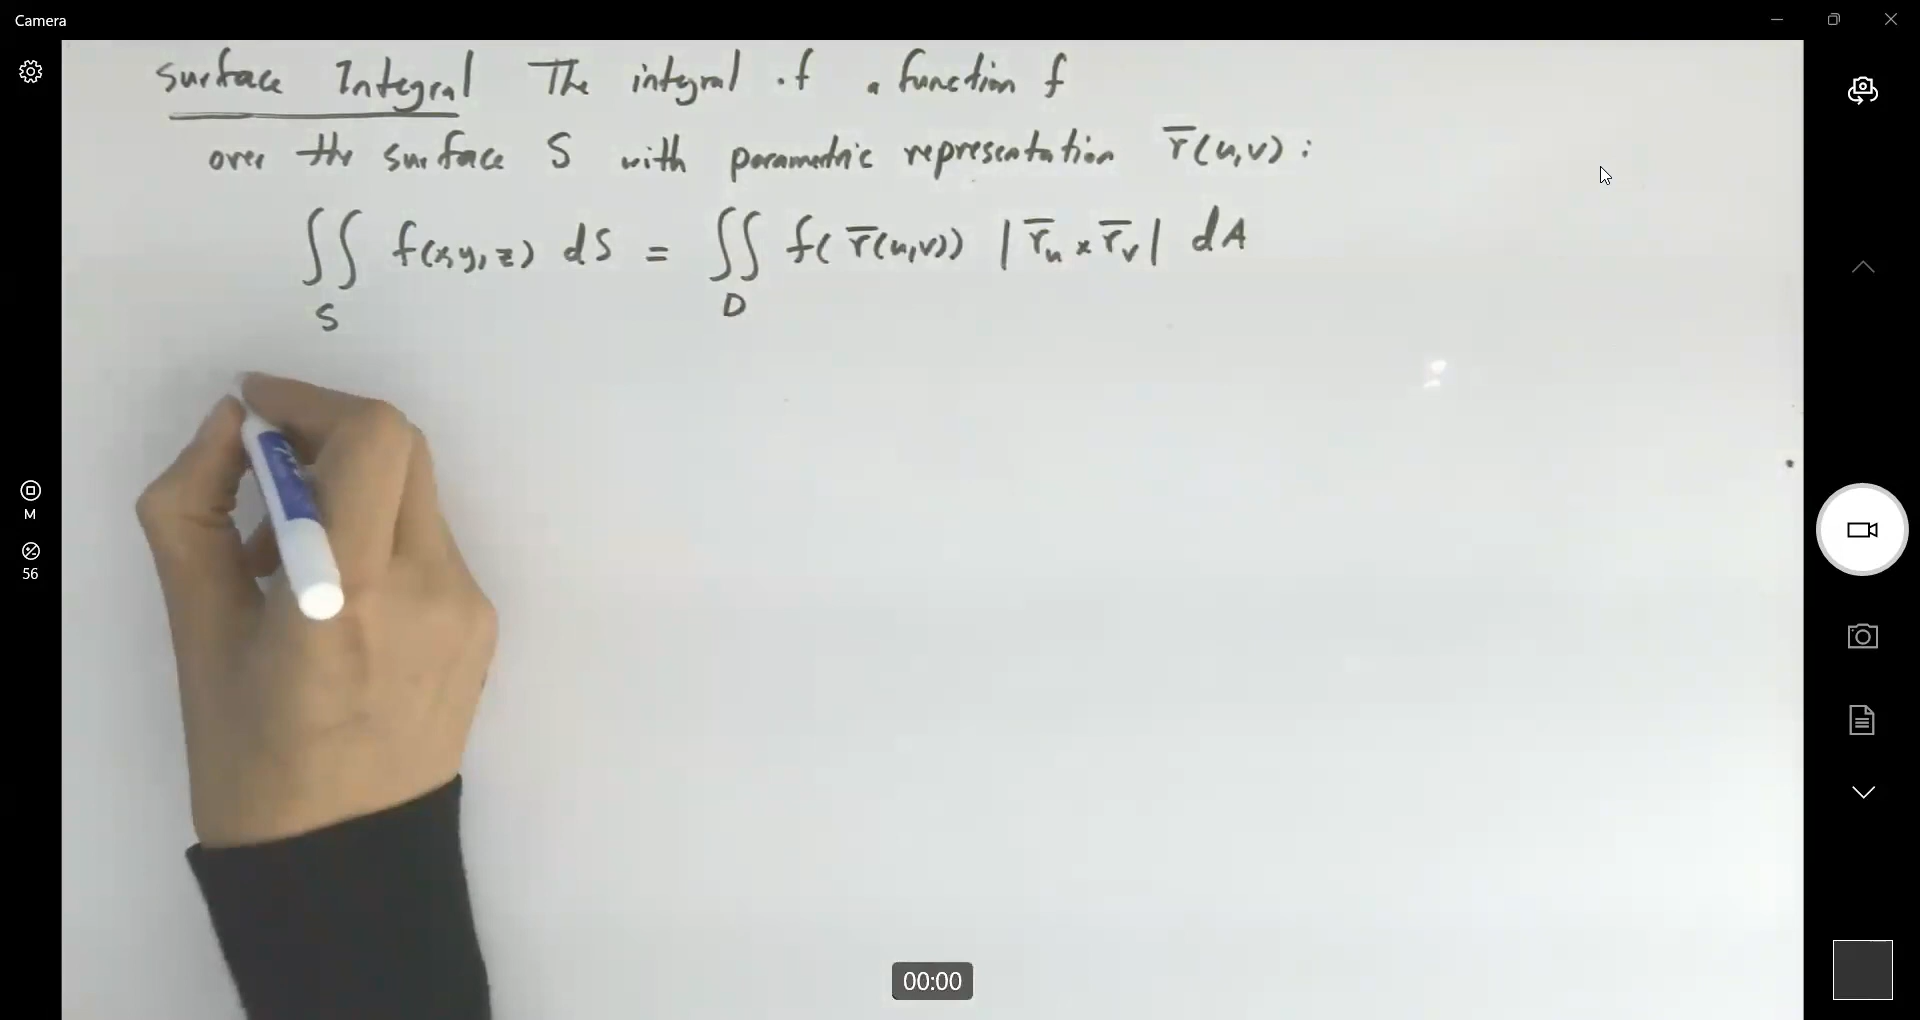 Camera
Surface Integral The integral of a function f
over the surface S with parametric representation r̅(u,v) :
∬ f(x,y,z) dS = ∬ f( r̅(u,v)) | r̅u × r̅v | dA
S D
M
56
00:00